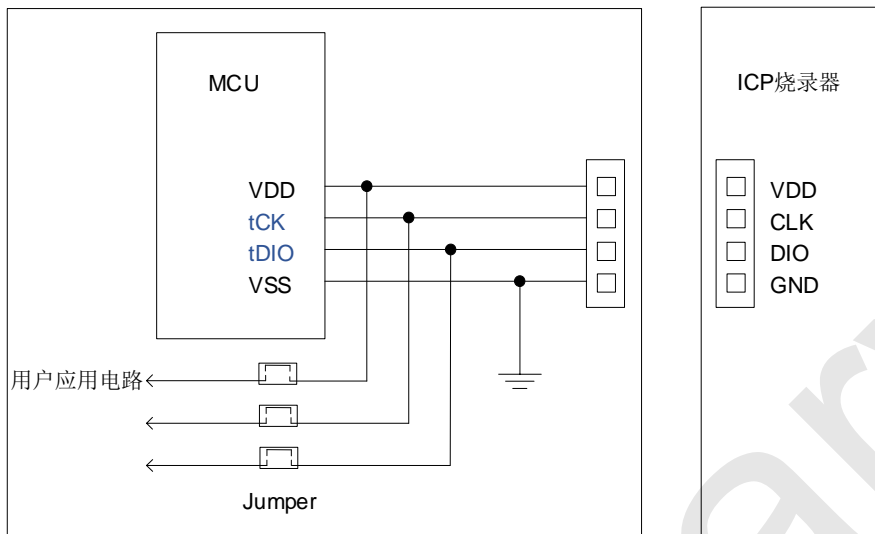 MCU
VDD
tCK
tDIO
VSS
用户应用电路
Jumper
ICP烧录器
VDD
CLK
DIO
GND